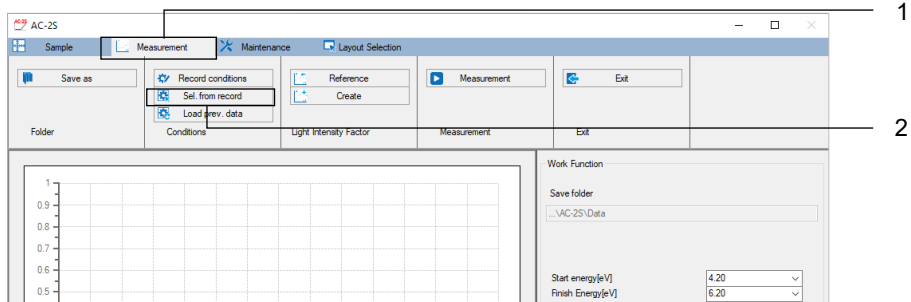 1
AC-2S
AC-2S
Sample Measurement Maintenance Layout Selection
Save as Record conditions Reference Measurement Exit
Sel. from record Create
Load prev. data
Folder Conditions Light Intensity Factor Measurement Exit
2
Work Function
Save folder
...\AC-2S\Data
1
0.9
0.8
0.7
0.6
0.5
Start energy[eV] 4.20
Finish Energy[eV] 6.20